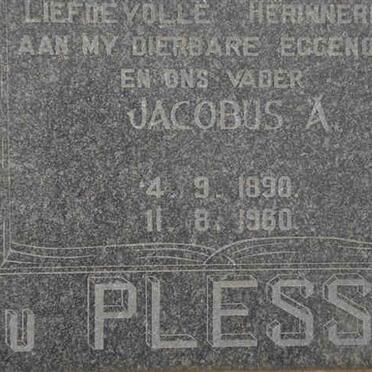 LIEFDEVOLLE HERINNER
AAN MY DIERBARE EGGENO
EN ONS VADER
JACOBUS A.
4. 9. 1890.
11. 8. 1960.
U PLESS